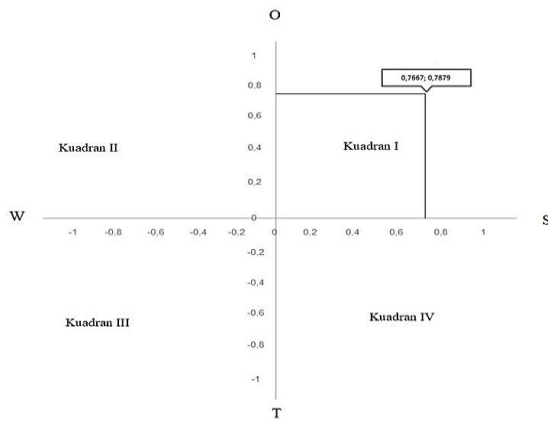 O
1
0,8
0,7667; 0,7879
0,6
Kuadran II
0,4
Kuadran I
0,2
W
0
S
-1 -0,8 -0,6 -0,4 -0,2 0 0,2 0,4 0,6 0,8 1
-0,2
-0,4
-0,6
Kuadran III
Kuadran IV
-0,8
-1
T